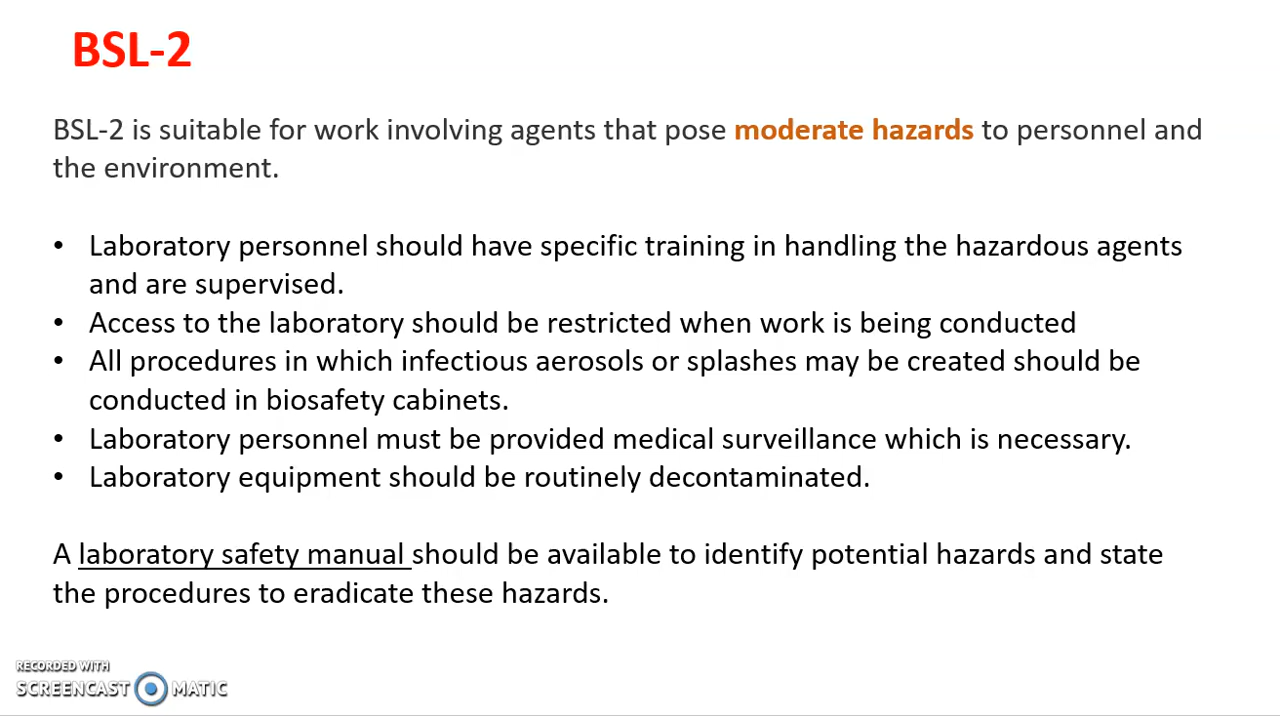 BSL-2
BSL-2 is suitable for work involving agents that pose moderate hazards to personnel and
the environment.
• Laboratory personnel should have specific training in handling the hazardous agents
and are supervised.
• Access to the laboratory should be restricted when work is being conducted
• All procedures in which infectious aerosols or splashes may be created should be
conducted in biosafety cabinets.
• Laboratory personnel must be provided medical surveillance which is necessary.
• Laboratory equipment should be routinely decontaminated.
A laboratory safety manual should be available to identify potential hazards and state
the procedures to eradicate these hazards.
RECORDED WITH
SCREENCAST MATIC